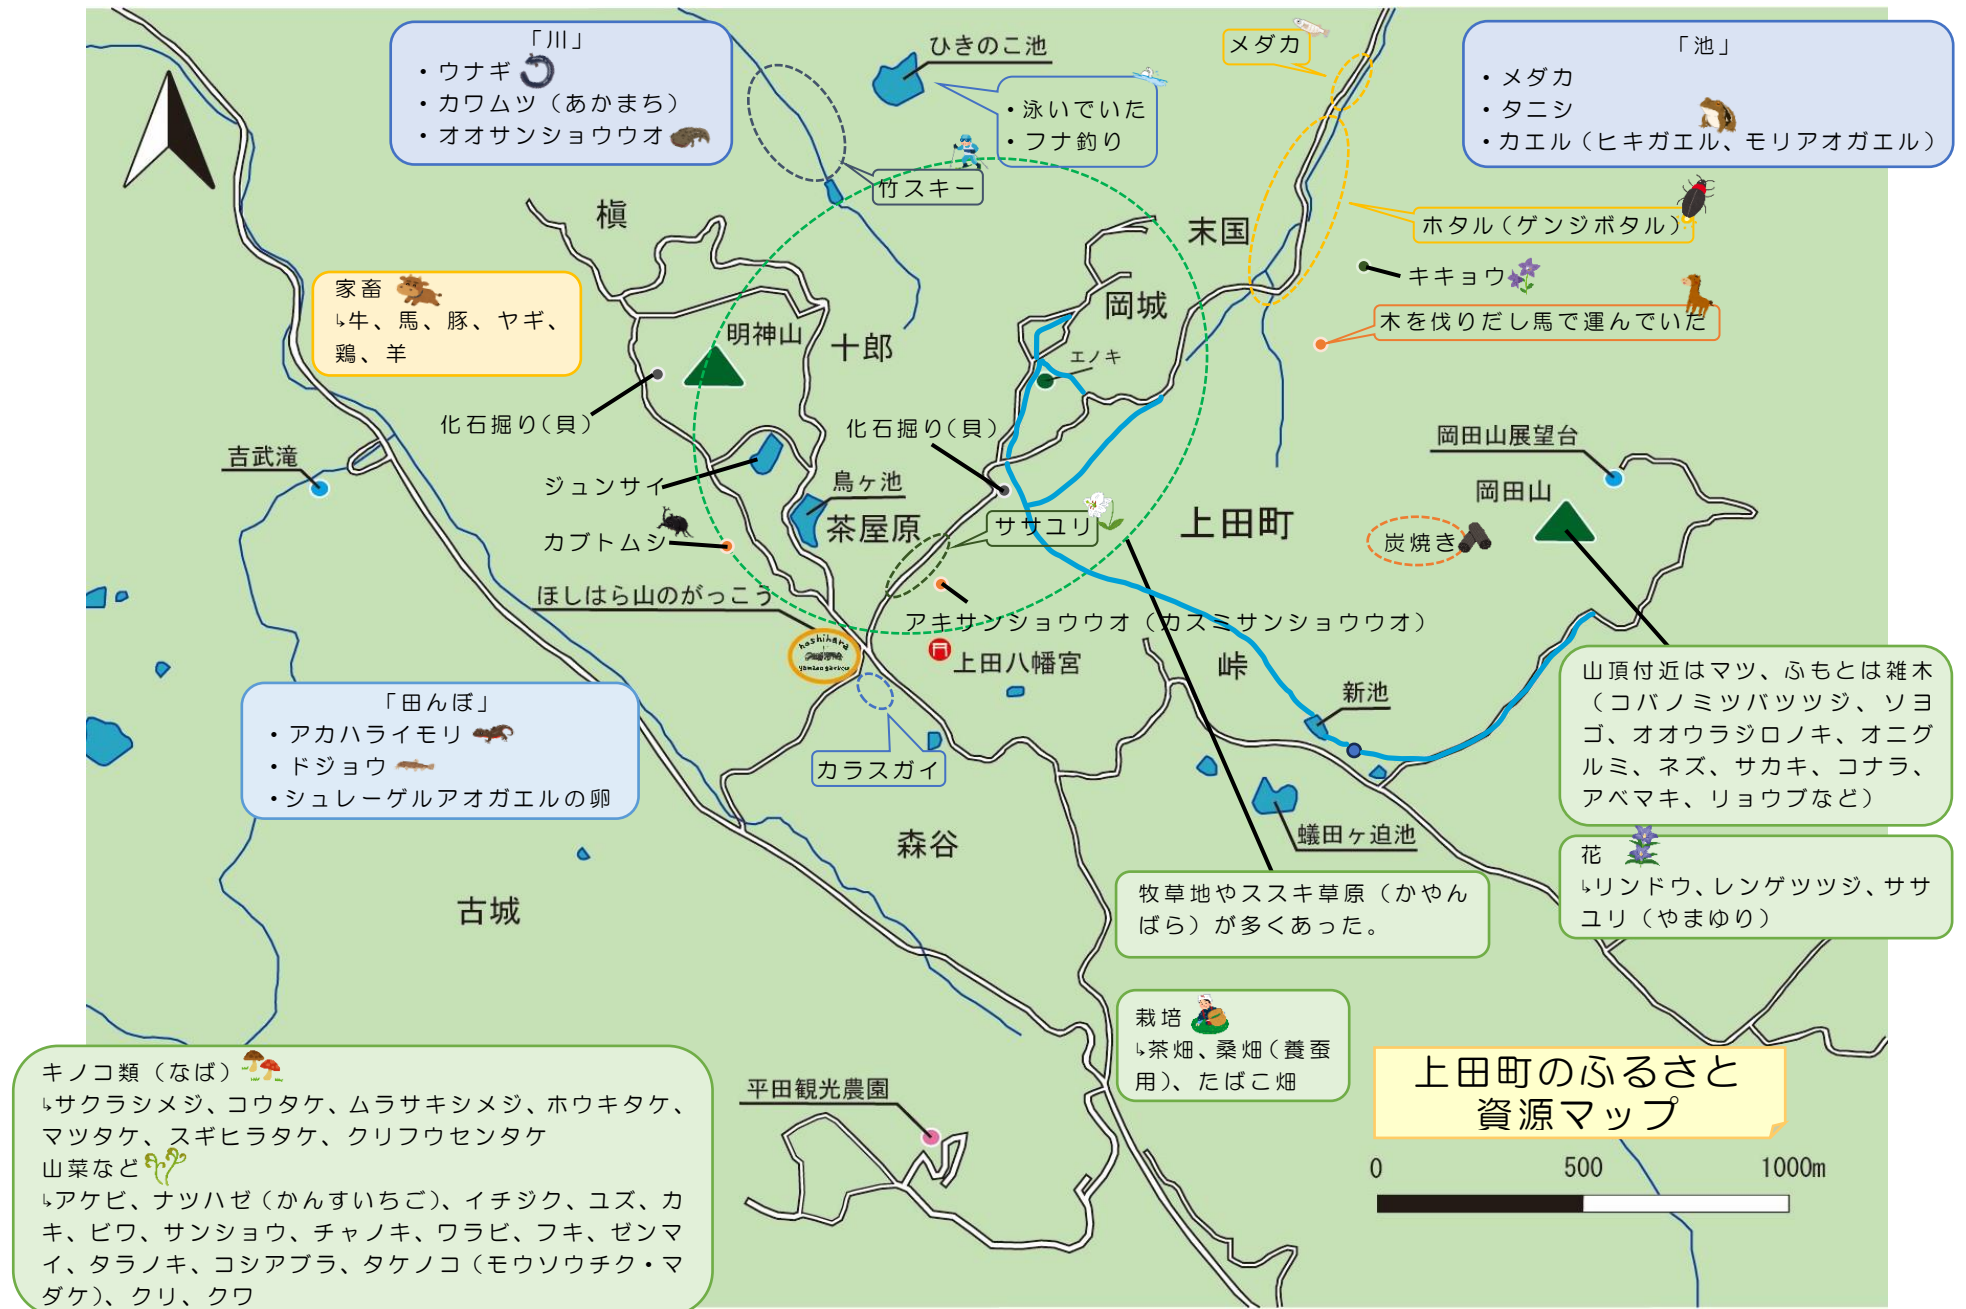 「川」
・ウナギ
・カワムツ（あかまち）
・オオサンショウウオ
ひきのこ池
・泳いでいた
・フナ釣り
メダカ
「池」
・メダカ
・タニシ
・カエル（ヒキガエル、モリアオガエル）
竹スキー
槇
末国
ホタル（ゲンジボタル）
キキョウ
木を伐りだし馬で運んでいた
家畜
↳牛、馬、豚、ヤギ、
鶏、羊
明神山
十郎
岡城
エノキ
化石掘り（貝）
化石掘り（貝）
吉武滝
ジュンサイ
鳥ヶ池
茶屋原
カブトムシ
ササユリ
上田町
岡田山展望台
岡田山
炭焼き
ほしはら山のがっこう
hoshihara
yamano gakkou
アキサンショウウオ（カスミサンショウウオ）
上田八幡宮
峠
新池
「田んぼ」
・アカハライモリ
・ドジョウ
・シュレーゲルアオガエルの卵
カラスガイ
山頂付近はマツ、ふもとは雑木
（コバノミツバツツジ、ソヨ
ゴ、オオウラジロノキ、オニグ
ルミ、ネズ、サカキ、コナラ、
アベマキ、リョウブなど）
森谷
蟻田ヶ迫池
花
↳リンドウ、レンゲツツジ、ササ
ユリ（やまゆり）
古城
牧草地やススキ草原（かやん
ばら）が多くあった。
栽培
↳茶畑、桑畑（養蚕
用）、たばこ畑
キノコ類（なば）
↳サクラシメジ、コウタケ、ムラサキシメジ、ホウキタケ、
マツタケ、スギヒラタケ、クリフウセンタケ
山菜など
↳アケビ、ナツハゼ（かんすいちご）、イチジク、ユズ、カ
キ、ビワ、サンショウ、チャノキ、ワラビ、フキ、ゼンマ
イ、タラノキ、コシアブラ、タケノコ（モウソウチク・マ
ダケ）、クリ、クワ
平田観光農園
上田町のふるさと
資源マップ
0 500 1000m